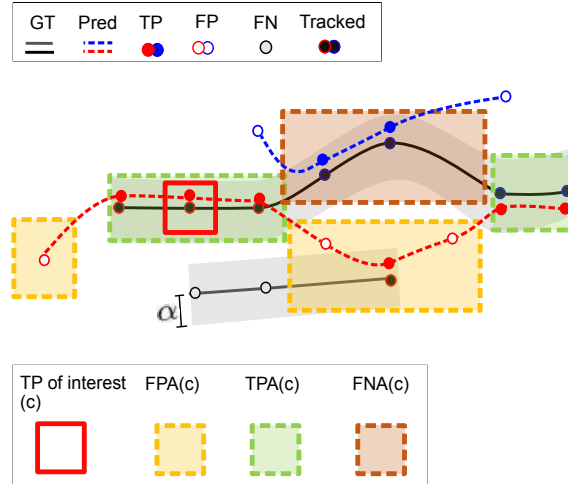 GT Pred TP FP FN Tracked
α
TP of interest FPA(c) TPA(c) FNA(c)
(c)